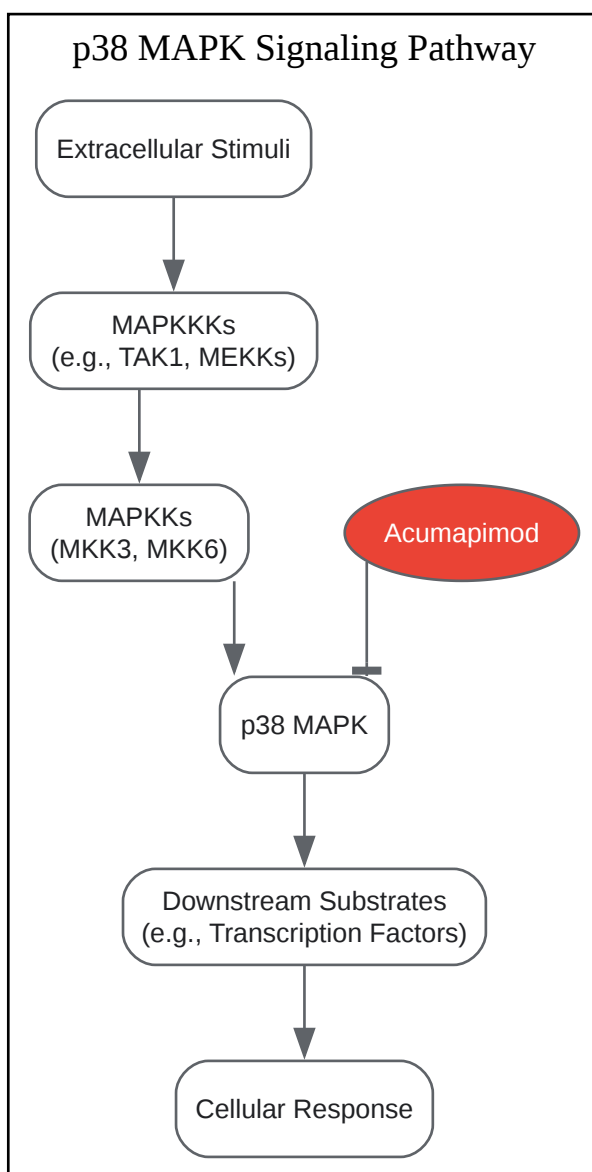 p38 MAPK Signaling Pathway
Extracellular Stimuli
MAPKKKs
(e.g., TAK1, MEKKs)
MAPKKs
(MKK3, MKK6)
Acumapimod
p38 MAPK
Downstream Substrates
(e.g., Transcription Factors)
Cellular Response